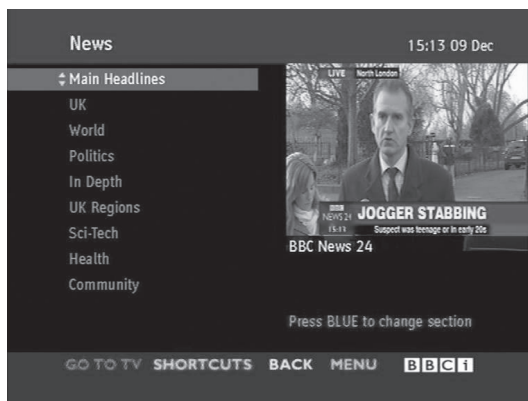 News
15:13 09 Dec
Main Headlines
UK
World
Politics
In Depth
UK Regions
Sci-Tech
Health
Community
LIVE North London
BBC
NEWS 24
15:13
JOGGER STABBING
Suspect was teenage or in early 20s
BBC News 24
Press BLUE to change section
GO TO TV SHORTCUTS BACK MENU BBCi